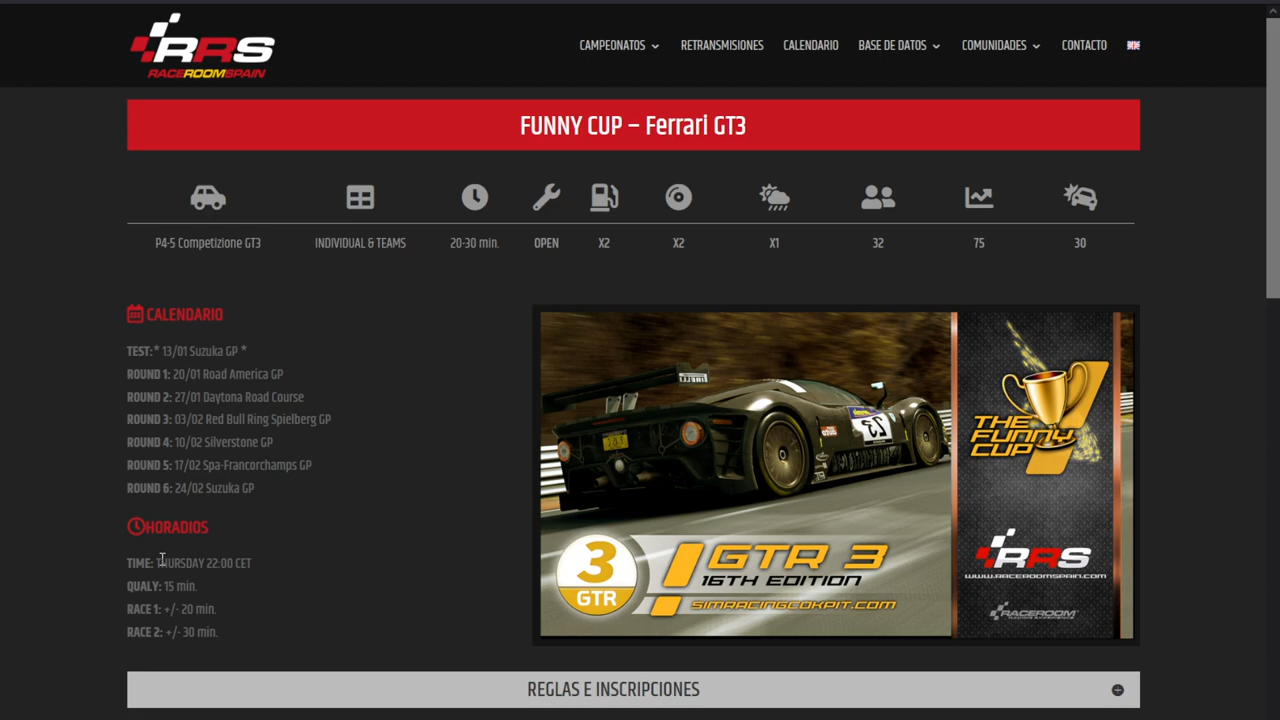 RRS
RACEROOMSPAIN
CAMPEONATOS RETRANSMISIONES CALENDARIO BASE DE DATOS COMUNIDADES CONTACTO
FUNNY CUP – Ferrari GT3
P4-5 Competizione GT3 INDIVIDUAL & TEAMS 20-30 min. OPEN X2 X2 X1 32 75 30
CALENDARIO
TEST:* 13/01 Suzuka GP *
ROUND 1: 20/01 Road America GP
ROUND 2: 27/01 Daytona Road Course
ROUND 3: 03/02 Red Bull Ring Spielberg GP
ROUND 4: 10/02 Silverstone GP
ROUND 5: 17/02 Spa-Francorchamps GP
ROUND 6: 24/02 Suzuka GP
HORADIOS
TIME: THURSDAY 22:00 CET
QUALY: 15 min.
RACE 1: +/- 20 min.
RACE 2: +/- 30 min.
3
GTR
GTR 3
16TH EDITION
SIMRACINGCOKPIT.COM
THE
FUNNY
CUP
RRS
WWW.RACEROOMSPAIN.COM
RACEROOM
REGLAS E INSCRIPCIONES